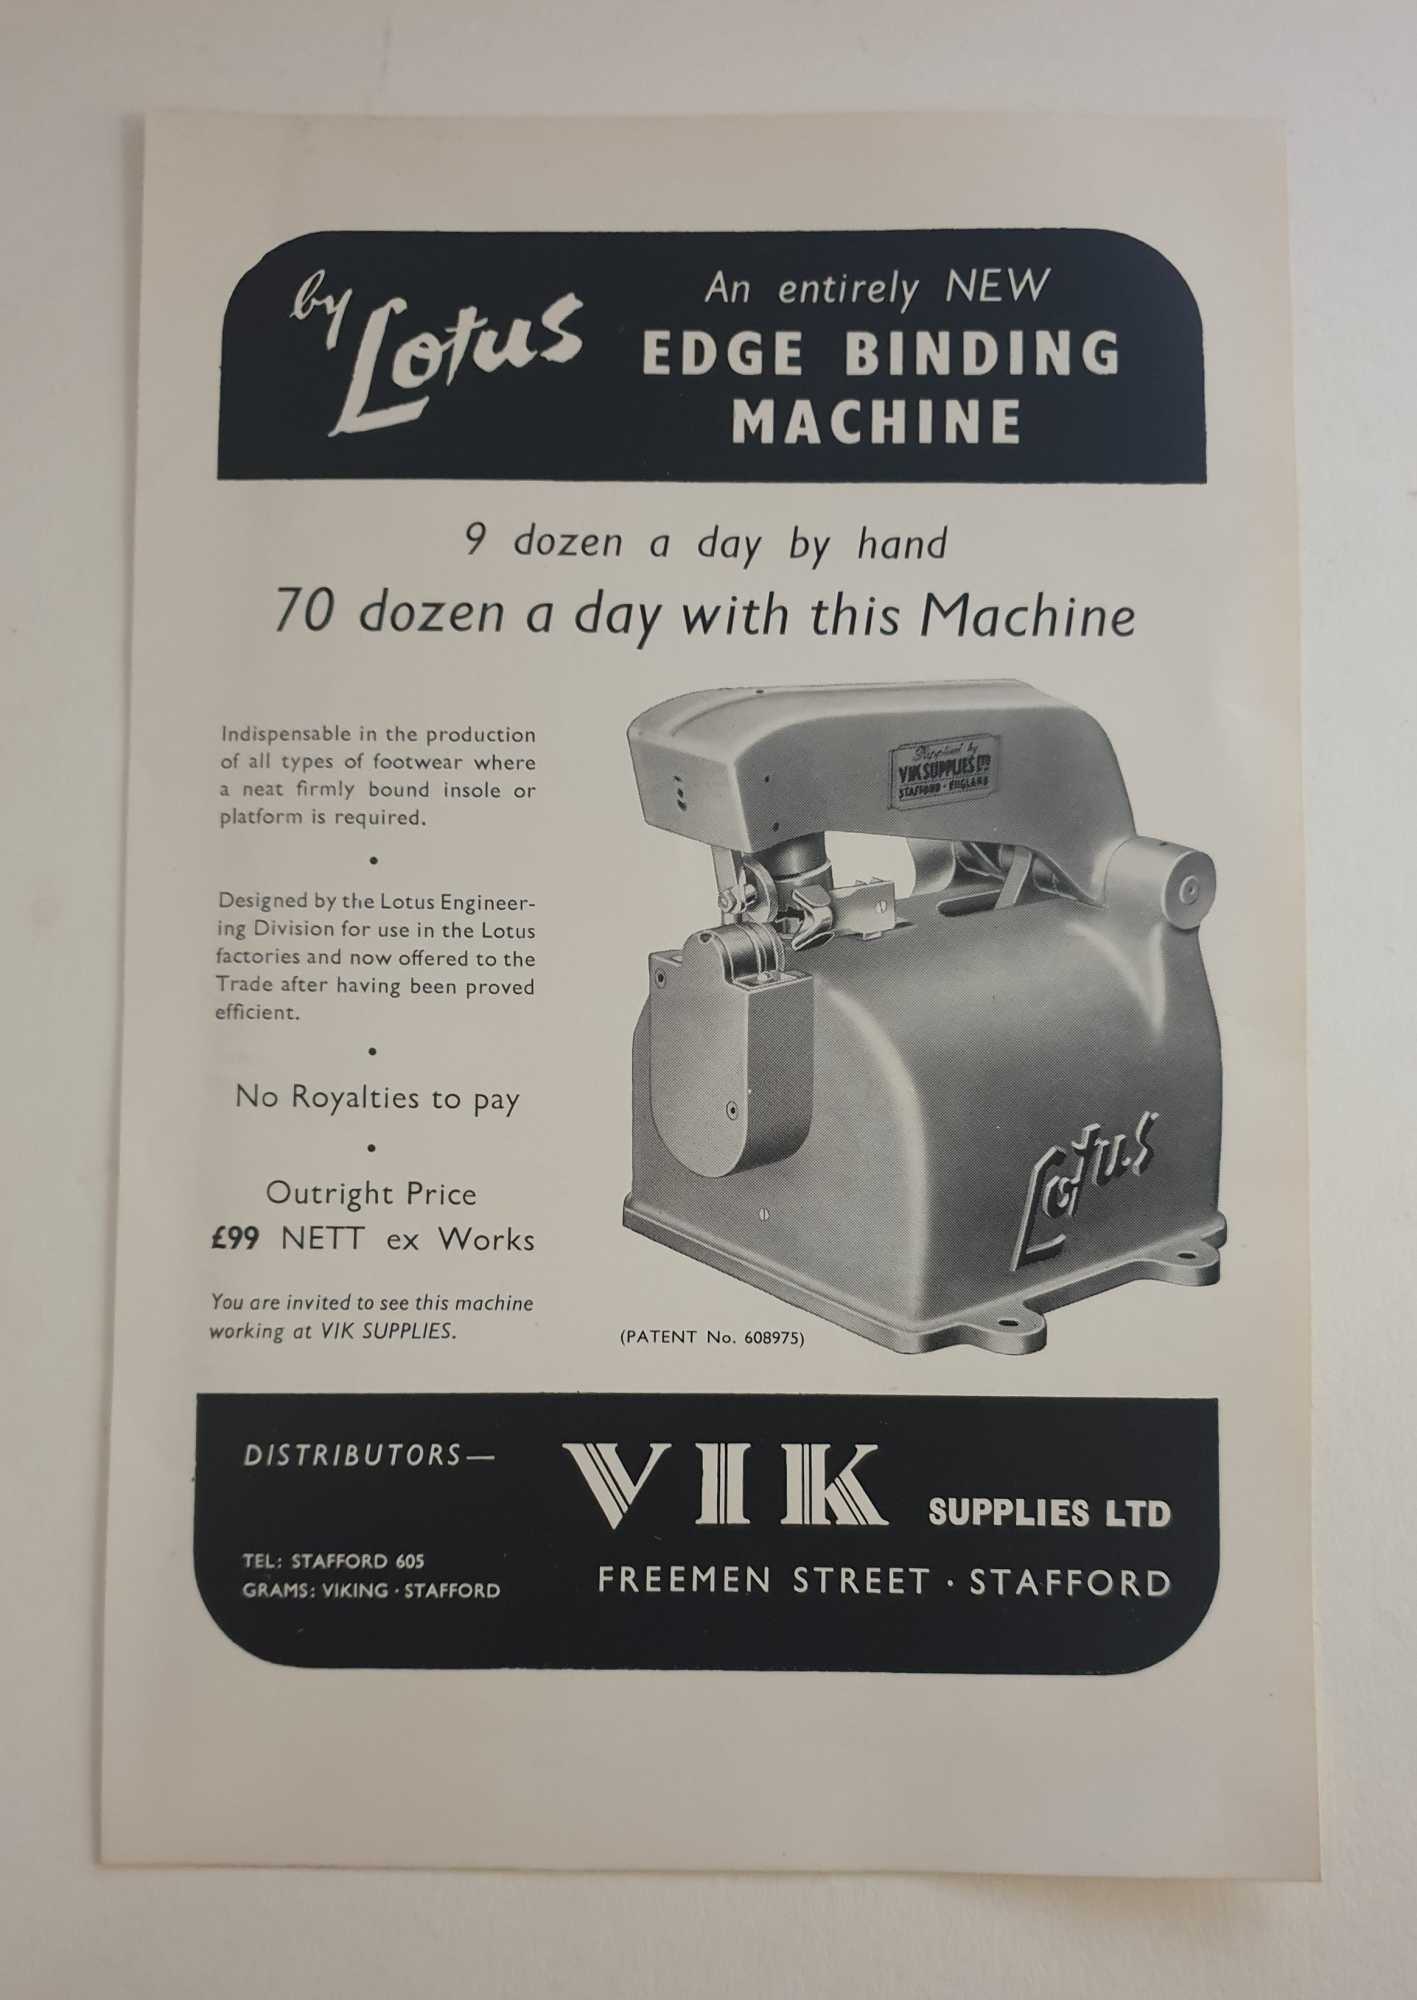 by Lotus
An entirely NEW
EDGE BINDING
MACHINE
9 dozen a day by hand
70 dozen a day with this Machine
Indispensable in the production
of all types of footwear where
a neat firmly bound insole or
platform is required.
•
Designed by the Lotus Engineer-
ing Division for use in the Lotus
factories and now offered to the
Trade after having been proved
efficient.
•
No Royalties to pay
•
Outright Price
£99 NETT ex Works
You are invited to see this machine
working at VIK SUPPLIES.
Supplied by
VIK SUPPLIES LTD
STAFFORD · ENGLAND
Lotus
(PATENT No. 608975)
DISTRIBUTORS—
VIK SUPPLIES LTD
TEL: STAFFORD 605
GRAMS: VIKING · STAFFORD
FREEMEN STREET · STAFFORD